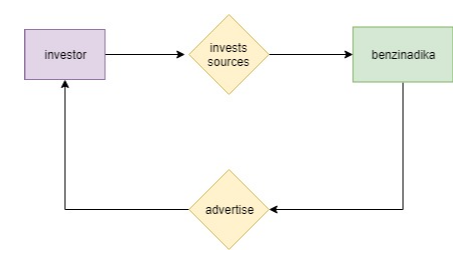 investor
invests
sources
benzinadika
advertise